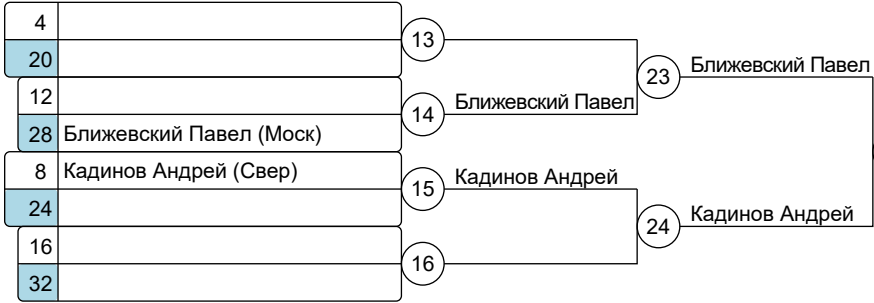 4
13
20
23 Ближевский Павел
12
14 Ближевский Павел
28 Ближевский Павел (Моск)
8 Кадинов Андрей (Свер)
15 Кадинов Андрей
24
24 Кадинов Андрей
16
16
32